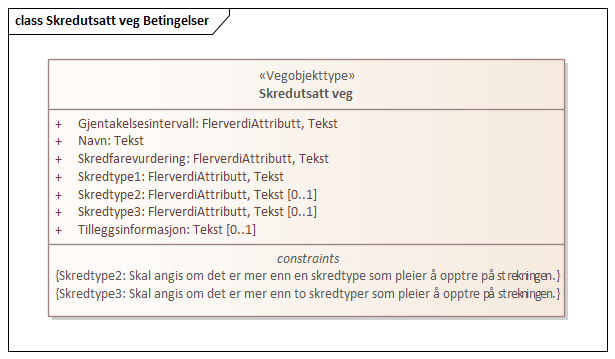 class Skredutsatt veg Betingelser
«Vegobjekttype»
Skredutsatt veg
+ Gjentakelsesintervall: FlerverdiAttributt, Tekst
+ Navn: Tekst
+ Skredfarevurdering: FlerverdiAttributt, Tekst
+ Skredtype1: FlerverdiAttributt, Tekst
+ Skredtype2: FlerverdiAttributt, Tekst [0..1]
+ Skredtype3: FlerverdiAttributt, Tekst [0..1]
+ Tilleggsinformasjon: Tekst [0..1]
constraints
{Skredtype2: Skal angis om det er mer enn en skredtype som pleier å opptre på strekningen.}
{Skredtype3: Skal angis om det er mer enn to skredtyper som pleier å opptre på strekningen.}